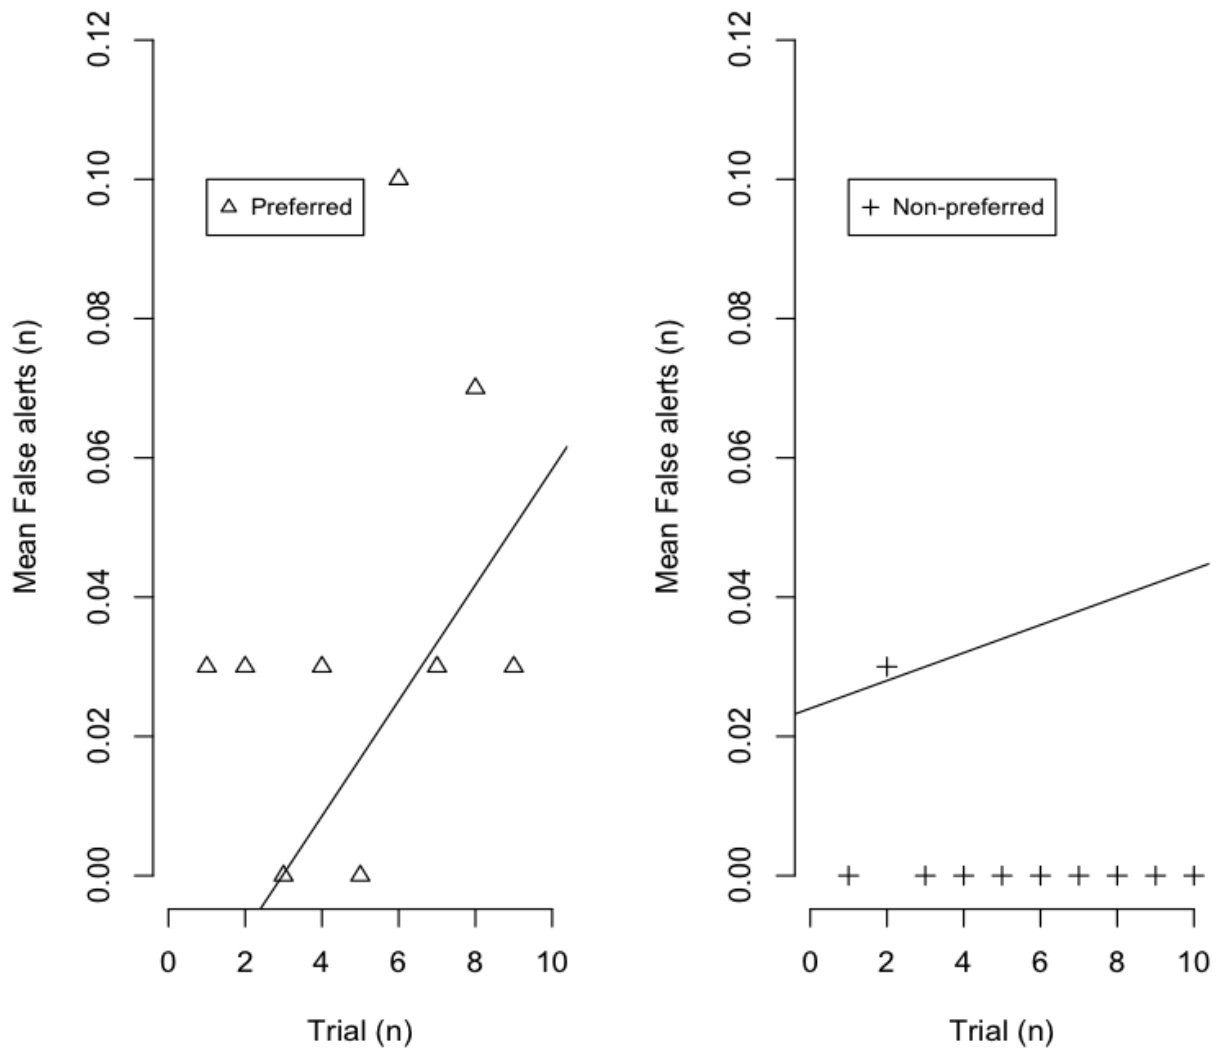 Mean False alerts (n)
0.12
0.10
0.08
0.06
0.04
0.02
0.00
Preferred
0 2 4 6 8 10
Trial (n)
Mean False alerts (n)
0.12
0.10
0.08
0.06
0.04
0.02
0.00
Non-preferred
0 2 4 6 8 10
Trial (n)